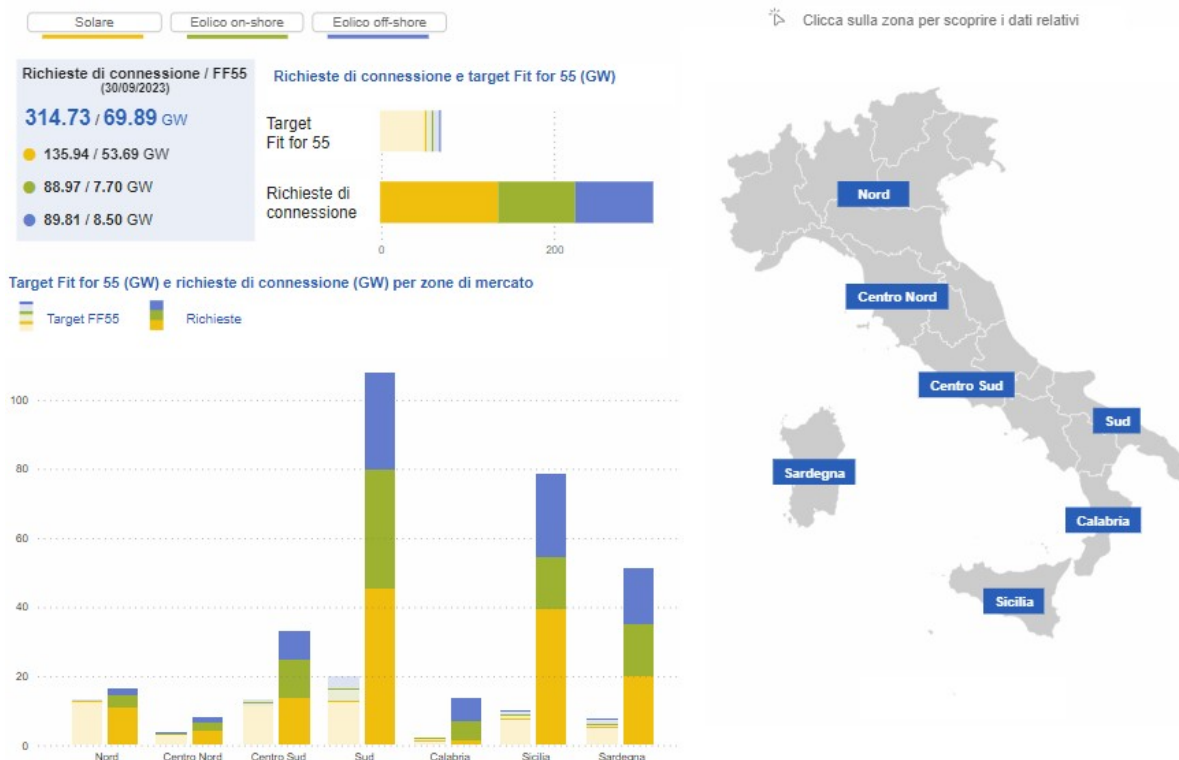 Solare
Eolico on-shore
Eolico off-shore
Clicca sulla zona per scoprire i dati relativi
Richieste di connessione / FF55
(30/09/2023)
314.73 / 69.89 GW
135.94 / 53.69 GW
88.97 / 7.70 GW
89.81 / 8.50 GW
Richieste di connessione e target Fit for 55 (GW)
Target
Fit for 55
Richieste di
connessione
0
200
Target Fit for 55 (GW) e richieste di connessione (GW) per zone di mercato
Target FF55
Richieste
100
80
60
40
20
0
Nord
Centro Nord
Centro Sud
Sud
Calabria
Sicilia
Sardegna
Nord
Centro Nord
Centro Sud
Sud
Sardegna
Calabria
Sicilia